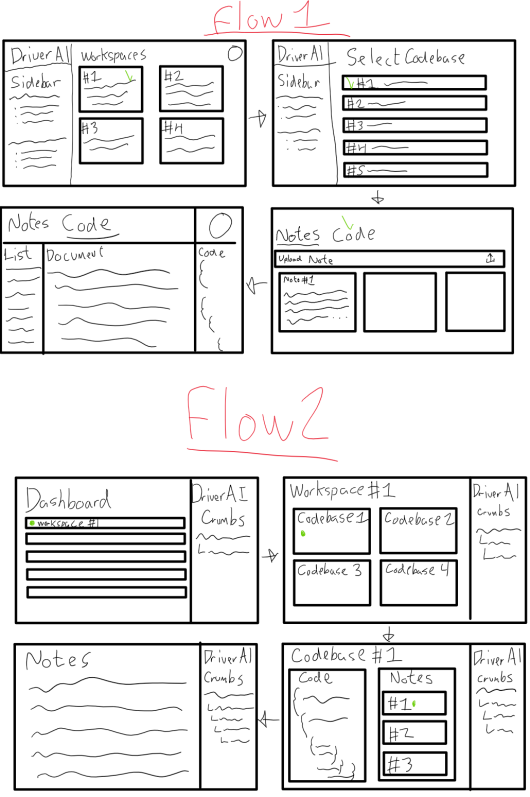 Flow 1
DriverAI
Sidebar
Workspaces
#1
#2
#3
#4
DriverAI
Sidebar
Select Codebase
#1
#2
#3
#4
#5
Notes Code
List
Document
Code
Notes Code
Upload Note
Note #1
Flow 2
Dashboard
workspace #1
DriverAI
Crumbs
Workspace #1
Codebase 1
Codebase 2
Codebase 3
Codebase 4
DriverAI
Crumbs
Notes
DriverAI
Crumbs
Codebase #1
Code
Notes
#1
#2
#3
DriverAI
Crumbs